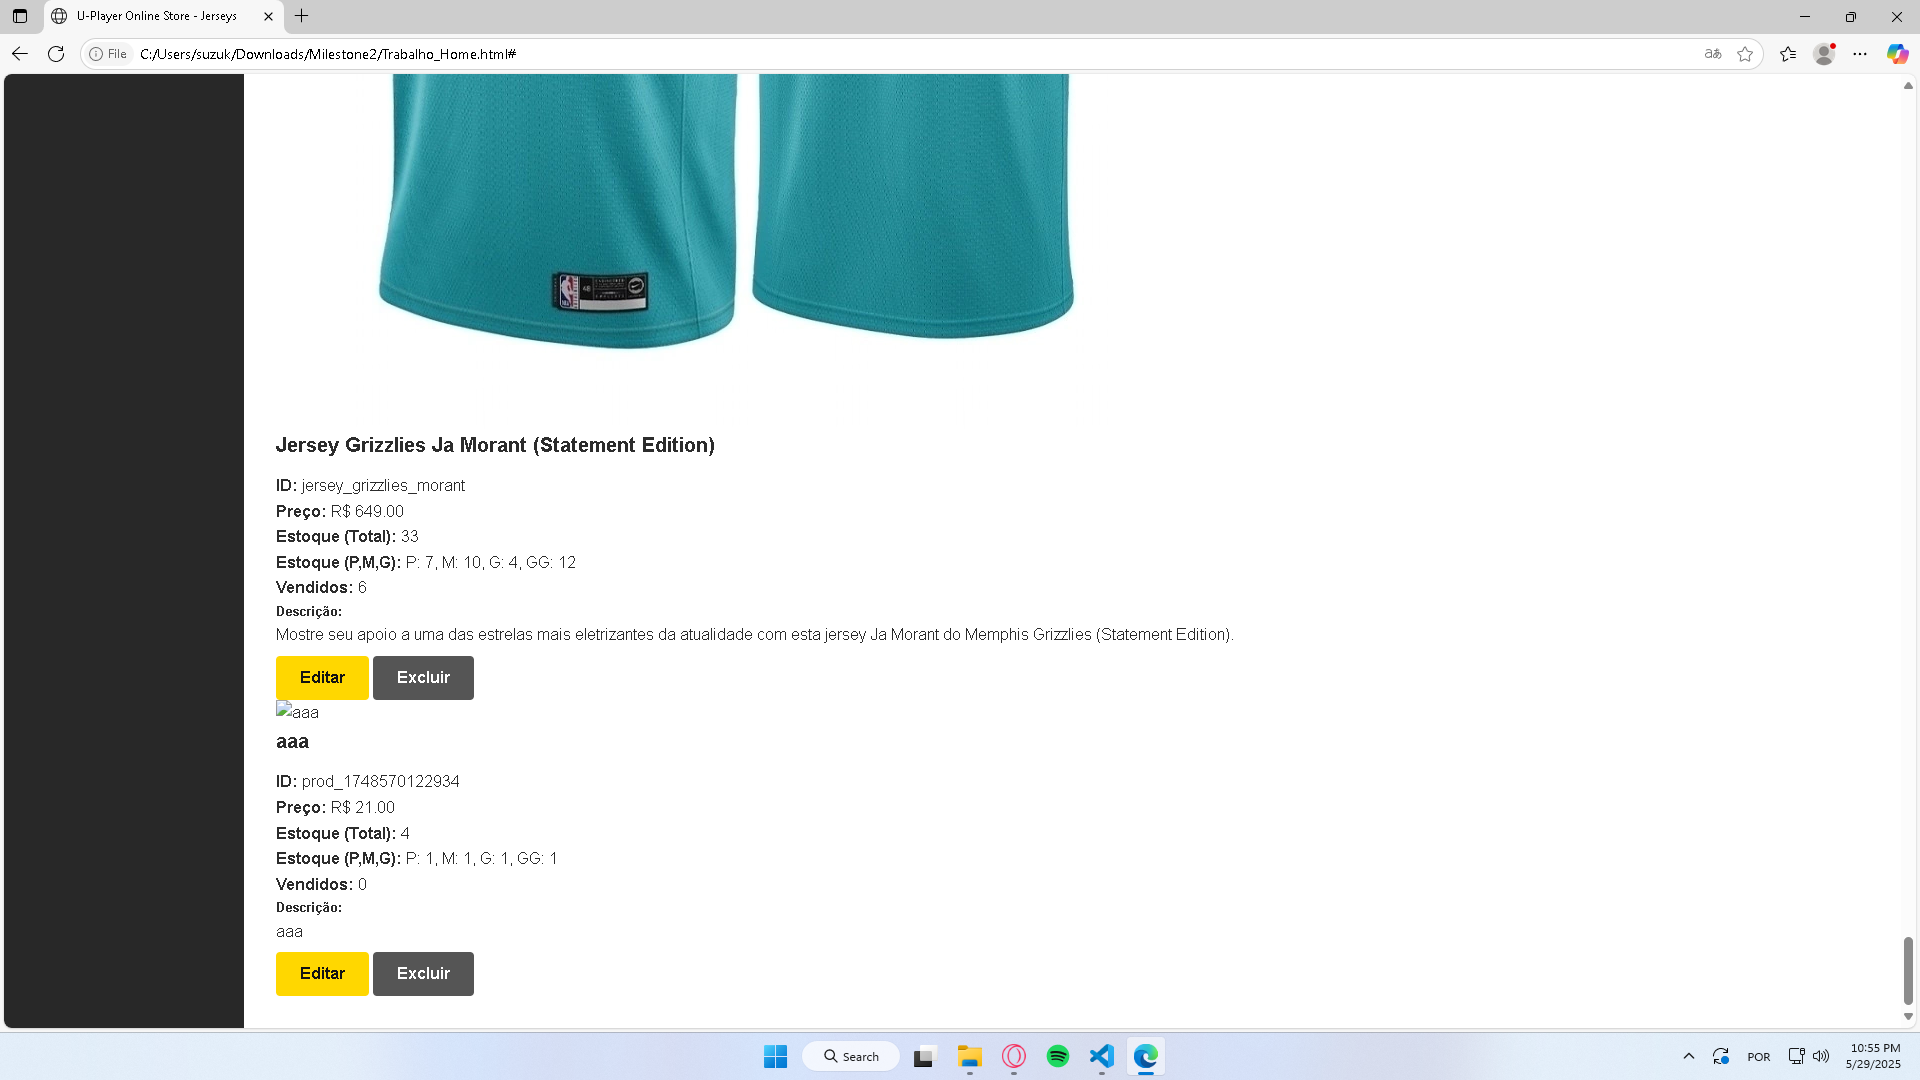 U-Player Online Store - Jerseys
File
C:/Users/suzuk/Downloads/Milestone2/Trabalho_Home.html#
aあ
48
Jersey Grizzlies Ja Morant (Statement Edition)
ID: jersey_grizzlies_morant
Preço: R$ 649.00
Estoque (Total): 33
Estoque (P,M,G): P: 7, M: 10, G: 4, GG: 12
Vendidos: 6
Descrição:
Mostre seu apoio a uma das estrelas mais eletrizantes da atualidade com esta jersey Ja Morant do Memphis Grizzlies (Statement Edition).
Editar Excluir
aaa
aaa
ID: prod_1748570122934
Preço: R$ 21.00
Estoque (Total): 4
Estoque (P,M,G): P: 1, M: 1, G: 1, GG: 1
Vendidos: 0
Descrição:
aaa
Editar Excluir
Search
POR
10:55 PM
5/29/2025